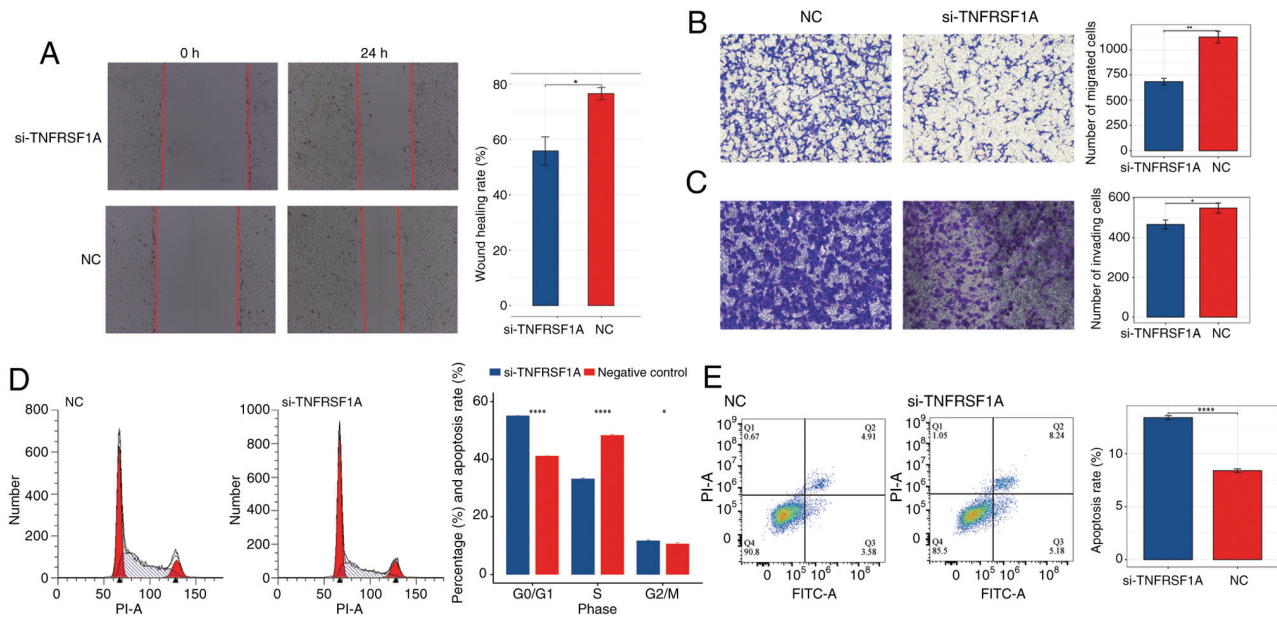 A
0 h
24 h
si-TNFRSF1A
NC
Wound healing rate (%)
80
60
40
20
0
*
si-TNFRSF1A
NC
B
NC
si-TNFRSF1A
Number of migrated cells
1000
750
500
250
0
**
si-TNFRSF1A
NC
C
Number of invading cells
600
400
200
0
*
si-TNFRSF1A
NC
D
NC
Number
800
600
400
200
0
0
50
100
150
PI-A
si-TNFRSF1A
Number
1000
800
600
400
200
0
0
50
100
150
PI-A
si-TNFRSF1A
Negative control
Percentage (%) and apoptosis rate (%)
60
40
20
0
****
****
*
G0/G1
S
G2/M
Phase
E
NC
PI-A
10⁹
10⁸
10⁷
10⁶
10⁵
0
Q1
0.67
Q2
4.91
Q4
90.8
Q3
3.58
0
10⁵
10⁶
10⁷
10⁸
FITC-A
si-TNFRSF1A
PI-A
10⁹
10⁸
10⁷
10⁶
10⁵
0
Q1
1.05
Q2
8.24
Q4
85.5
Q3
5.18
0
10⁵
10⁶
10⁷
10⁸
FITC-A
Apoptosis rate (%)
10
5
0
****
si-TNFRSF1A
NC